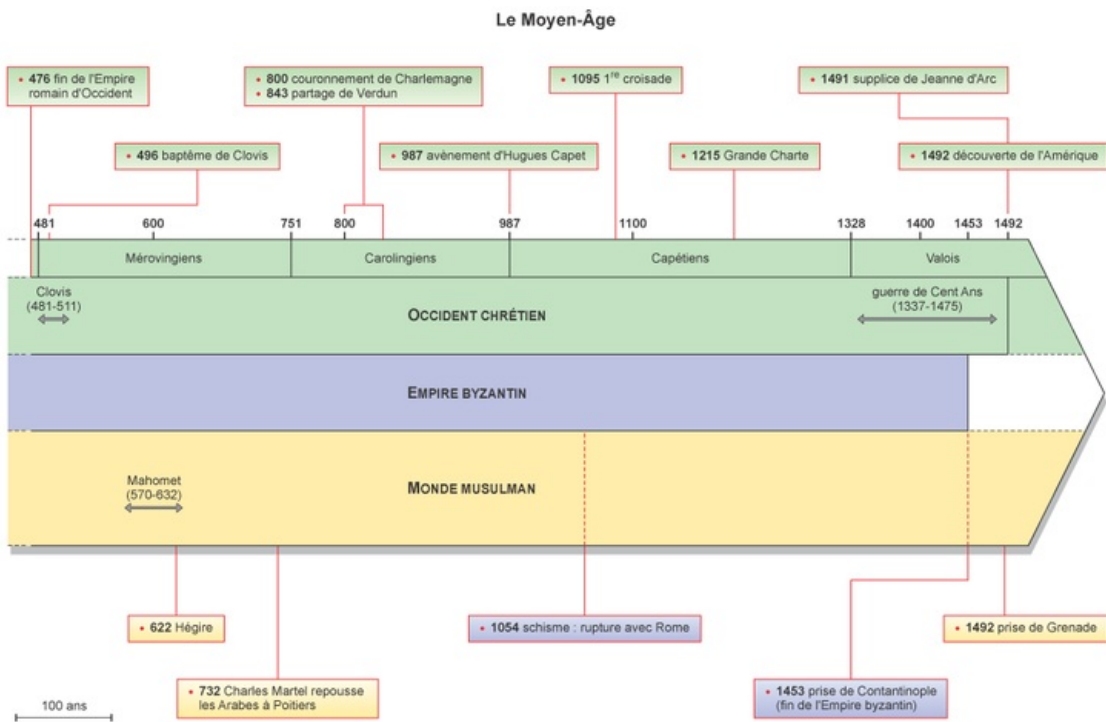 Le Moyen-Âge
• 476 fin de l'Empire
romain d'Occident
• 800 couronnement de Charlemagne
• 843 partage de Verdun
• 1095 1re croisade
• 1491 supplice de Jeanne d'Arc
• 496 baptême de Clovis
• 987 avènement d'Hugues Capet
• 1215 Grande Charte
• 1492 découverte de l'Amérique
481 600 751 800 987 1100 1328 1400 1453 1492
Mérovingiens Carolingiens Capétiens Valois
Clovis
(481-511)
guerre de Cent Ans
(1337-1475)
OCCIDENT CHRÉTIEN
EMPIRE BYZANTIN
Mahomet
(570-632)
MONDE MUSULMAN
• 622 Hégire
• 1054 schisme : rupture avec Rome
• 1492 prise de Grenade
• 732 Charles Martel repousse
les Arabes à Poitiers
• 1453 prise de Contantinople
(fin de l'Empire byzantin)
100 ans